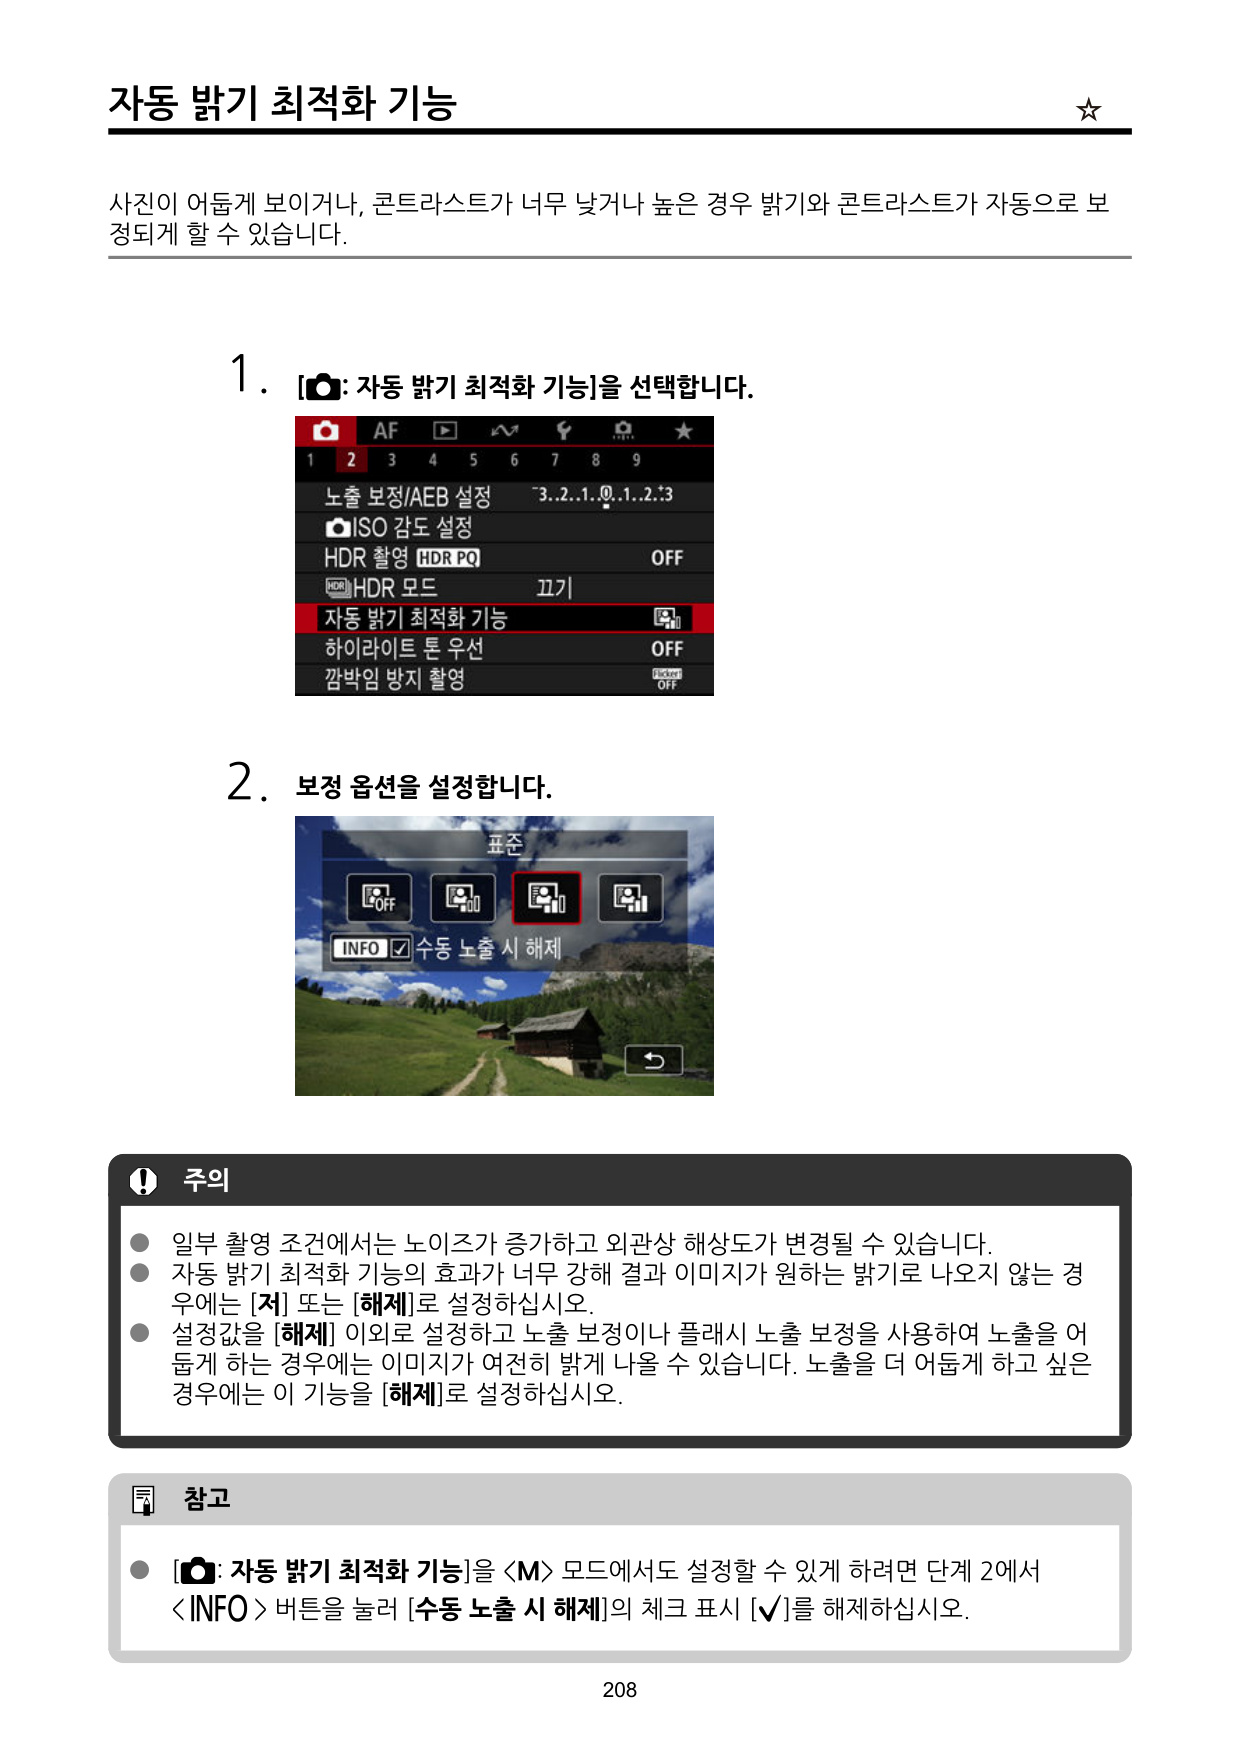 자동 밝기 최적화 기능 ☆
사진이 어둡게 보이거나, 콘트라스트가 너무 낮거나 높은 경우 밝기와 콘트라스트가 자동으로 보
정되게 할 수 있습니다.
1. [: 자동 밝기 최적화 기능]을 선택합니다.
AF
1 2 3 4 5 6 7 8 9
노출 보정/AEB 설정 ⁻3..2..1..0..1..2.⁺3
ISO 감도 설정
HDR 촬영 HDR PQ OFF
HDR HDR 모드 끄기
자동 밝기 최적화 기능
하이라이트 톤 우선 OFF
깜박임 방지 촬영 Flicker! OFF
2. 보정 옵션을 설정합니다.
표준
OFF
INFO ✓ 수동 노출 시 해제
주의
● 일부 촬영 조건에서는 노이즈가 증가하고 외관상 해상도가 변경될 수 있습니다.
● 자동 밝기 최적화 기능의 효과가 너무 강해 결과 이미지가 원하는 밝기로 나오지 않는 경
우에는 [저] 또는 [해제]로 설정하십시오.
● 설정값을 [해제] 이외로 설정하고 노출 보정이나 플래시 노출 보정을 사용하여 노출을 어
둡게 하는 경우에는 이미지가 여전히 밝게 나올 수 있습니다. 노출을 더 어둡게 하고 싶은
경우에는 이 기능을 [해제]로 설정하십시오.
참고
● [: 자동 밝기 최적화 기능]을 <M> 모드에서도 설정할 수 있게 하려면 단계 2에서
<INFO> 버튼을 눌러 [수동 노출 시 해제]의 체크 표시 [✓]를 해제하십시오.
208